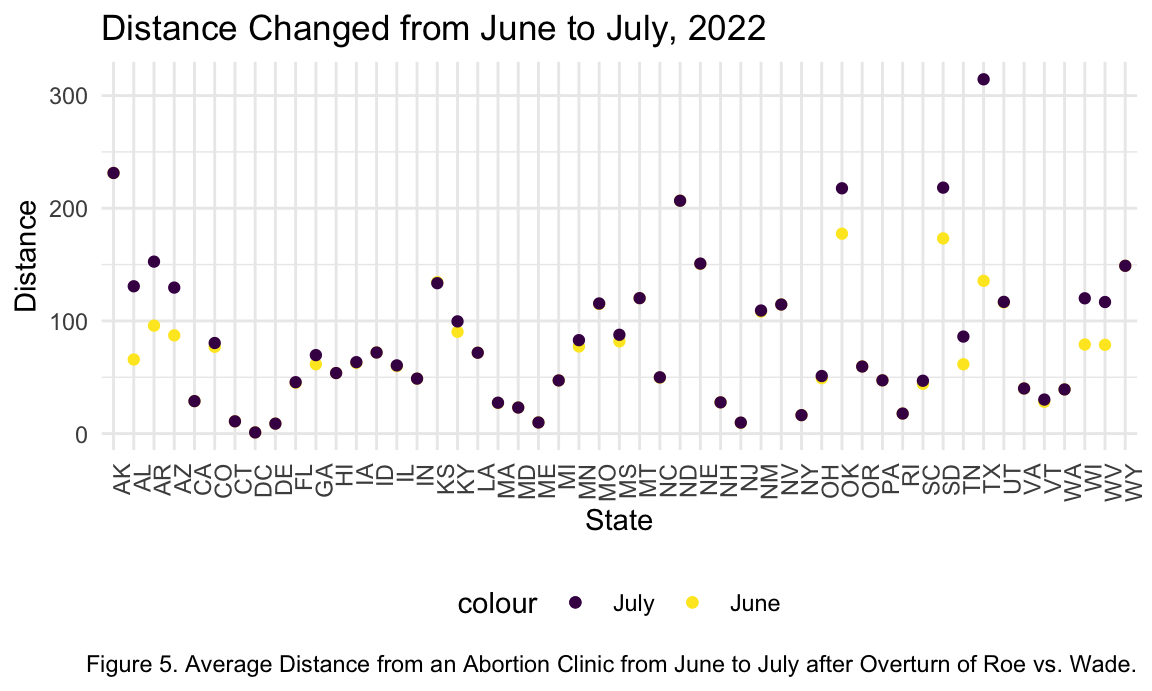 Distance Changed from June to July, 2022
300
200
100
0
Distance
AK AL AR AZ CA CO CT DC DE FL GA HI IA ID IL IN KS KY LA MA MD ME MI MN MO MS MT NC ND NE NH NJ NM NV NY OH OK OR PA RI SC SD TN TX UT VA VT WA WI WV WY
State
colour July June
Figure 5. Average Distance from an Abortion Clinic from June to July after Overturn of Roe vs. Wade.